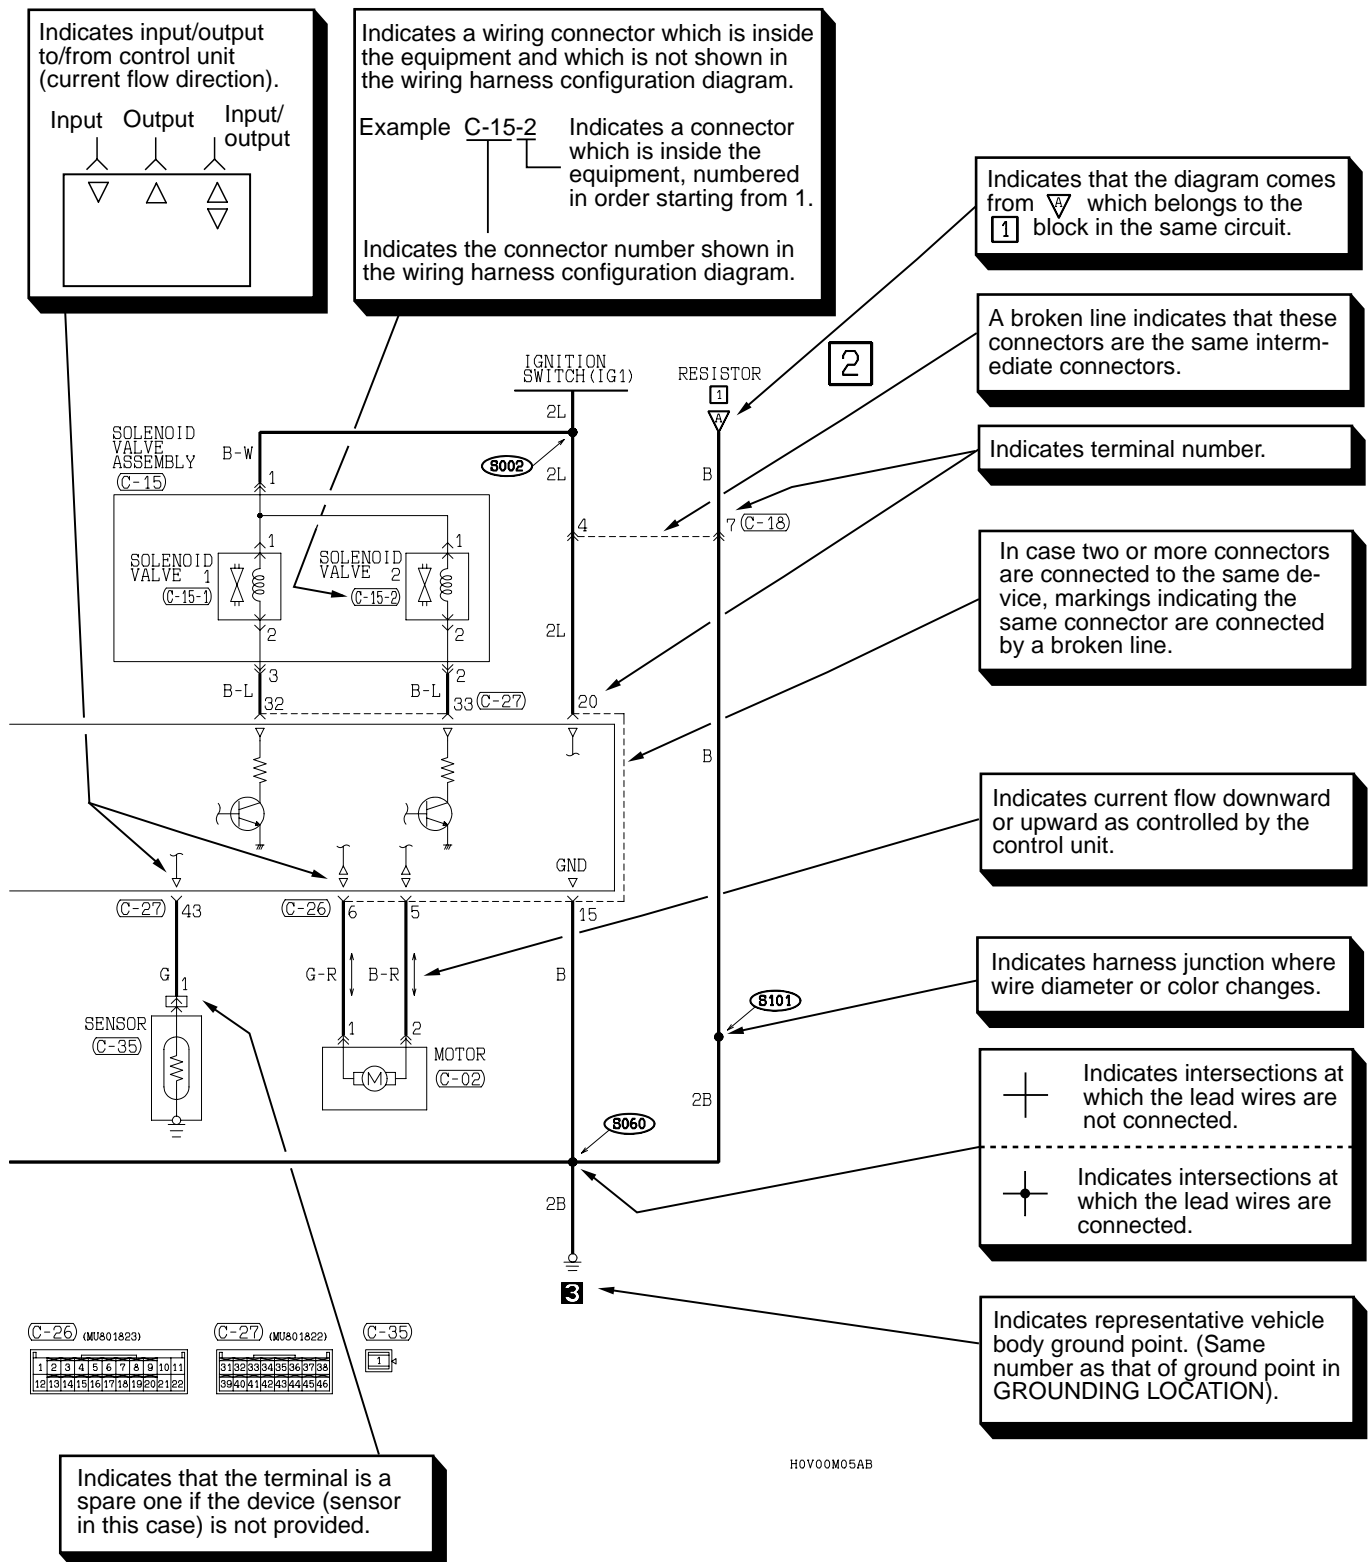 Indicates input/output
to/from control unit
(current flow direction).
Input Output Input/
output
Indicates a wiring connector which is inside
the equipment and which is not shown in
the wiring harness configuration diagram.
Example C-15-2 Indicates a connector
which is inside the
equipment, numbered
in order starting from 1.
Indicates the connector number shown in
the wiring harness configuration diagram.
Indicates that the diagram comes
from A which belongs to the
1 block in the same circuit.
A broken line indicates that these
connectors are the same interm-
ediate connectors.
Indicates terminal number.
In case two or more connectors
are connected to the same de-
vice, markings indicating the
same connector are connected
by a broken line.
Indicates current flow downward
or upward as controlled by the
control unit.
Indicates harness junction where
wire diameter or color changes.
Indicates intersections at
which the lead wires are
not connected.
Indicates intersections at
which the lead wires are
connected.
Indicates representative vehicle
body ground point. (Same
number as that of ground point in
GROUNDING LOCATION).
IGNITION
SWITCH(IG1)
RESISTOR
1
A
2
2L
SOLENOID
VALVE
ASSEMBLY
(C-15)
B-W
1
S002
2L
B
4
7 (C-18)
1
1
SOLENOID
VALVE 1
(C-15-1)
SOLENOID
VALVE 2
(C-15-2)
2
2
2L
3
2
B-L
32
B-L
33 (C-27)
20
B
GND
(C-27) 43
(C-26) 6
5
15
G
1
G-R
B-R
B
S101
SENSOR
(C-35)
1
2
M
MOTOR
(C-02)
2B
S060
2B
3
(C-26) (MU801823)
1 2 3 4 5 6 7 8 9 10 11
12 13 14 15 16 17 18 19 20 21 22
(C-27) (MU801822)
31 32 33 34 35 36 37 38
39 40 41 42 43 44 45 46
(C-35)
1
H0V00M05AB
Indicates that the terminal is a
spare one if the device (sensor
in this case) is not provided.